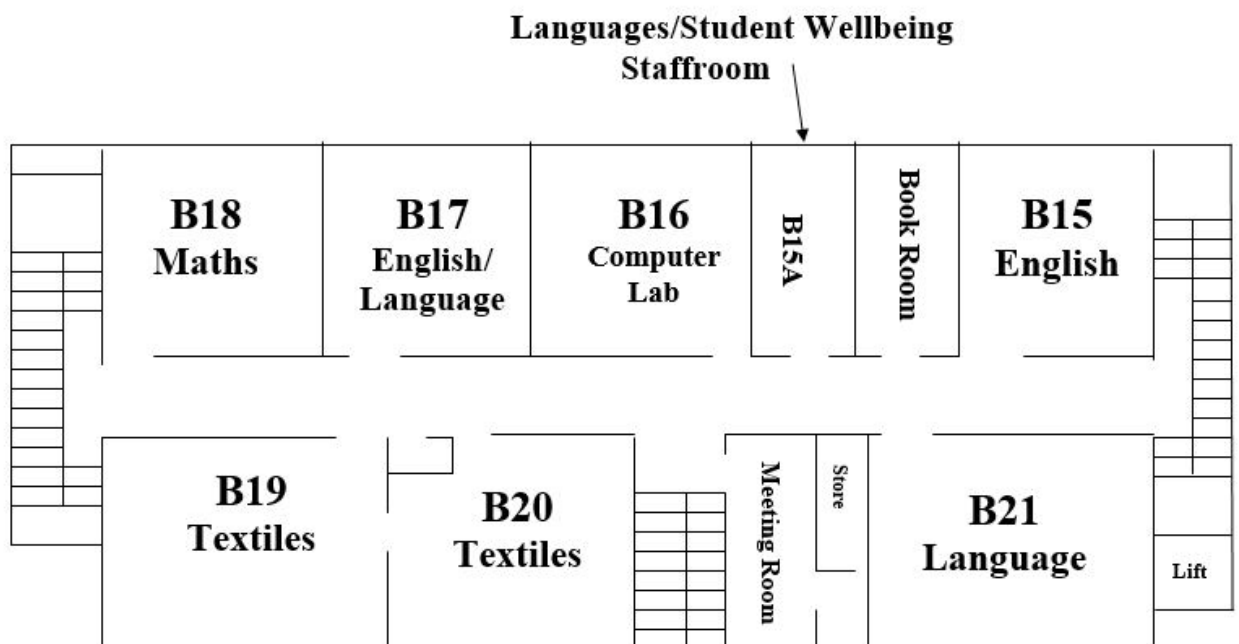 Languages/Student Wellbeing
Staffroom
B18
Maths
B17
English/
Language
B16
Computer
Lab
B15A
Book Room
B15
English
B19
Textiles
B20
Textiles
Meeting Room
Store
B21
Language
Lift